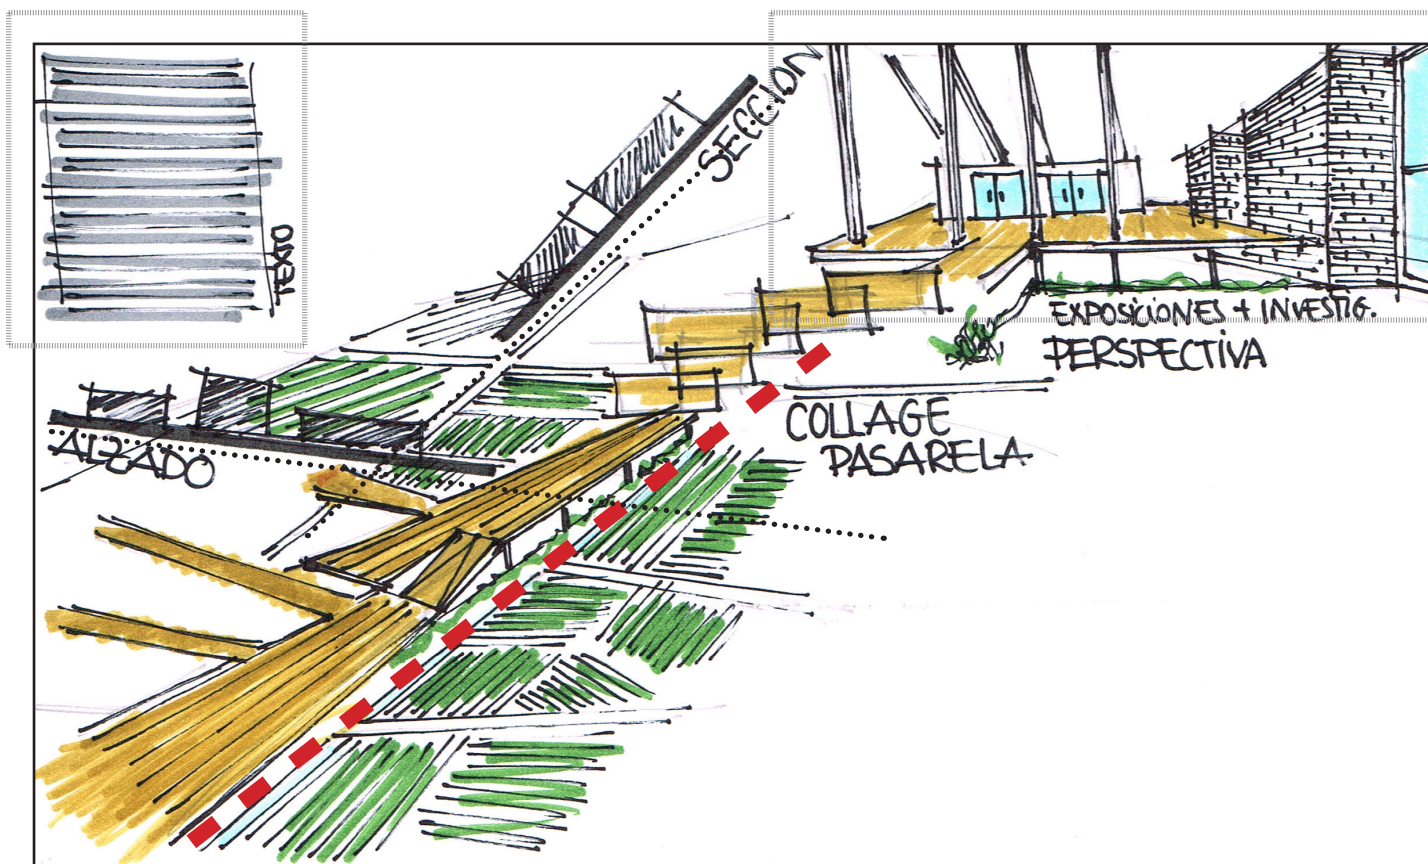 TEXTO
SECCION
ALZADO
EXPOSICIONES + INVESTIG.
PERSPECTIVA
COLLAGE
PASARELA